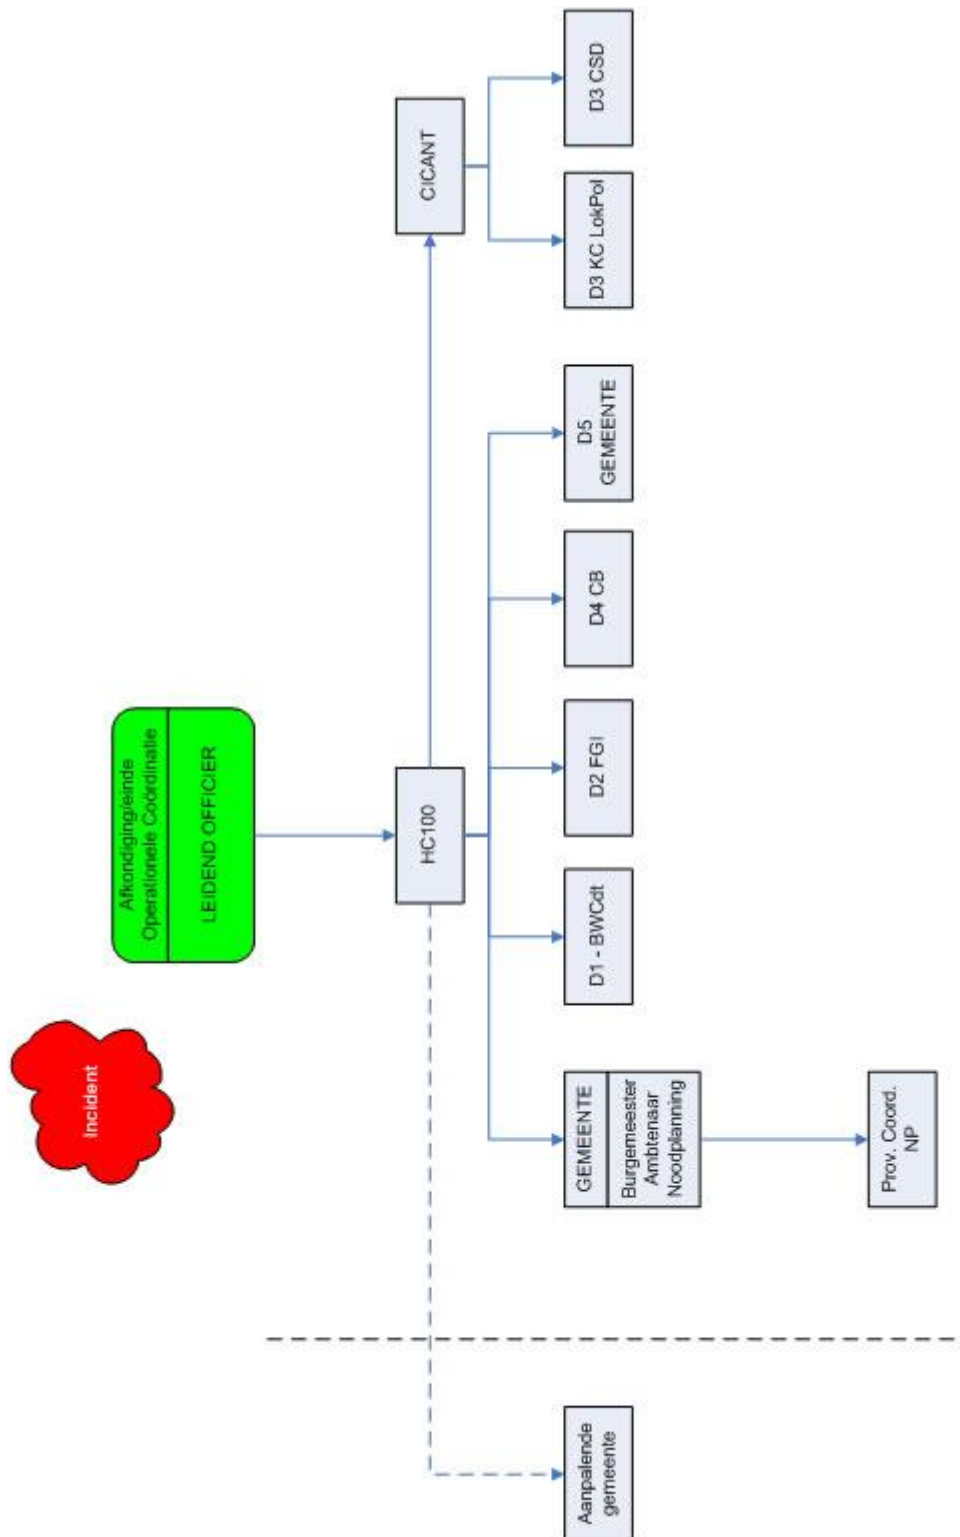 Incident
Afkondiging/einde
Operationele Coördinatie
LEIDEND OFFICIER
HC100
CICANT
Aanpalende
gemeente
GEMEENTE
Burgemeester
Ambtenaar
Noodplanning
D1 - BWCdt
D2 FGI
D4 CB
D5
GEMEENTE
D3 KC LokPol
D3 CSD
Prov. Coord.
NP